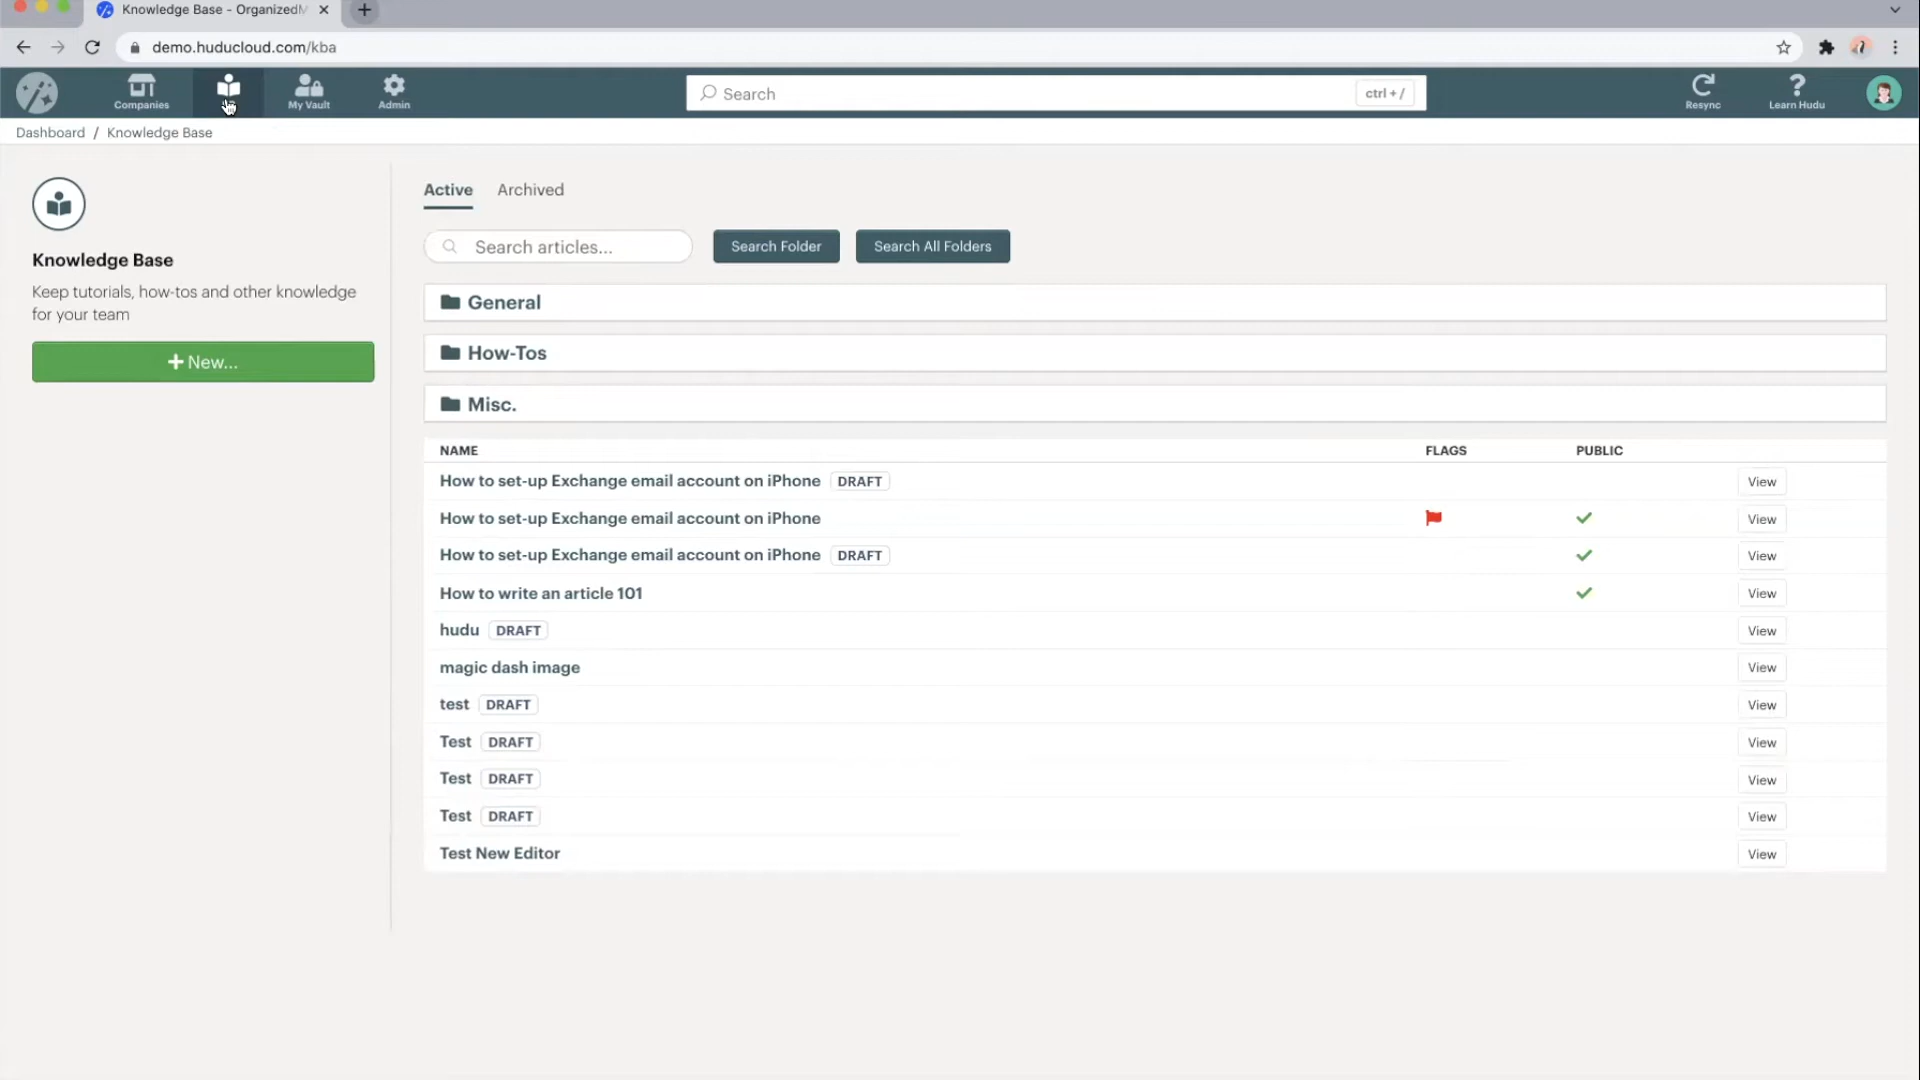 Knowledge Base - OrganizedM
demo.huducloud.com/kba
Companies
My Vault
Admin
Search
ctrl + /
Resync
Learn Hudu
Dashboard / Knowledge Base
Knowledge Base
Keep tutorials, how-tos and other knowledge
for your team
+ New...
Active Archived
Search articles...
Search Folder
Search All Folders
General
How-Tos
Misc.
NAME FLAGS PUBLIC
How to set-up Exchange email account on iPhone DRAFT View
How to set-up Exchange email account on iPhone View
How to set-up Exchange email account on iPhone DRAFT View
How to write an article 101 View
hudu DRAFT View
magic dash image View
test DRAFT View
Test DRAFT View
Test DRAFT View
Test DRAFT View
Test New Editor View